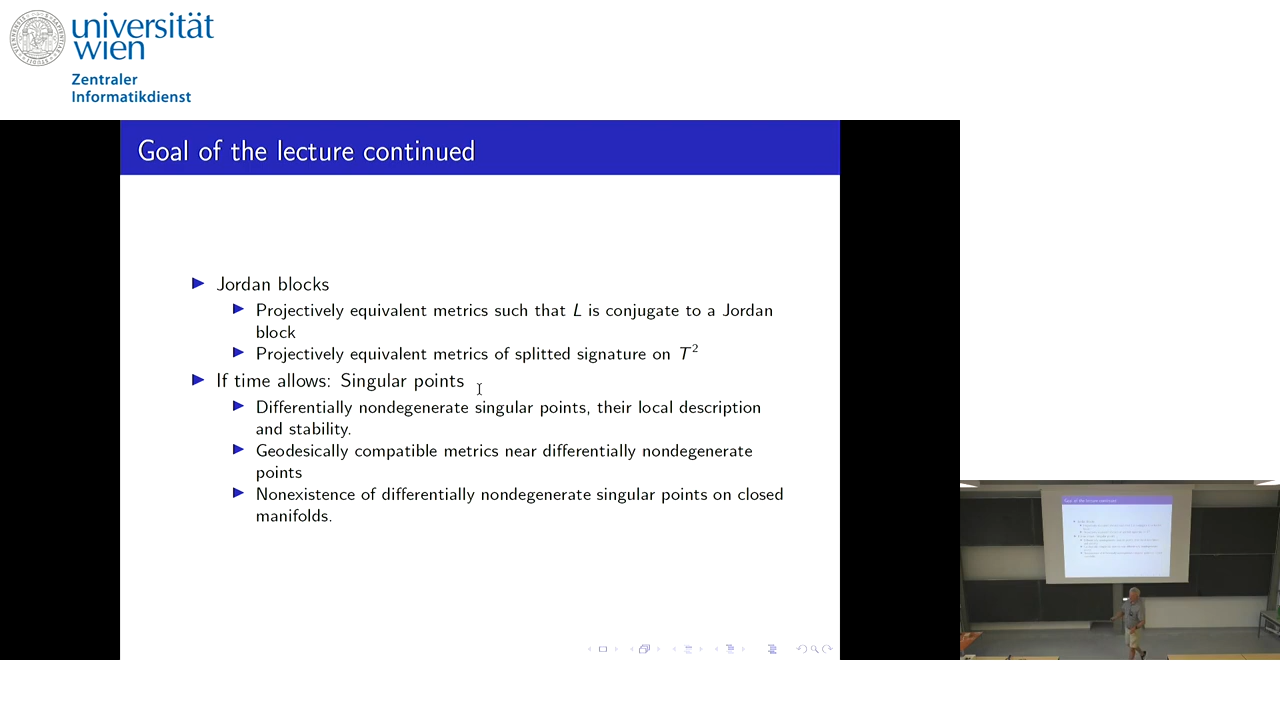 universität
wien
Zentraler
Informatikdienst
Goal of the lecture continued
Jordan blocks
Projectively equivalent metrics such that L is conjugate to a Jordan
block
Projectively equivalent metrics of splitted signature on T²
If time allows: Singular points
Differentially nondegenerate singular points, their local description
and stability.
Geodesically compatible metrics near differentially nondegenerate
points
Nonexistence of differentially nondegenerate singular points on closed
manifolds.